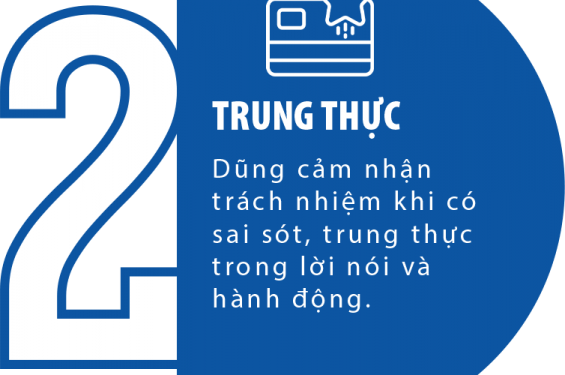 2
TRUNG THỰC
Dũng cảm nhận
trách nhiệm khi có
sai sót, trung thực
trong lời nói và
hành động.